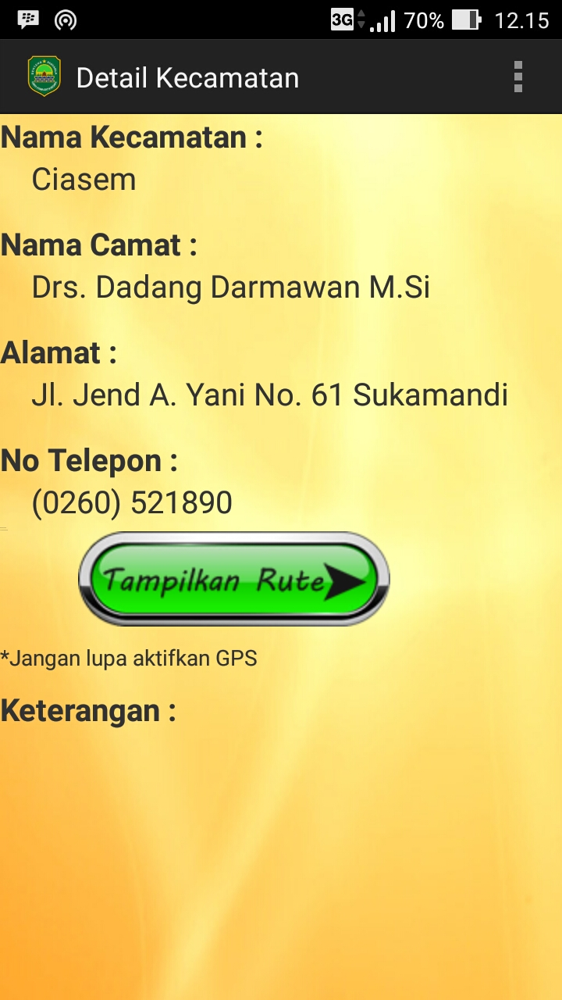 3G 70% 12.15
Detail Kecamatan
Nama Kecamatan :
Ciasem
Nama Camat :
Drs. Dadang Darmawan M.Si
Alamat :
Jl. Jend A. Yani No. 61 Sukamandi
No Telepon :
(0260) 521890
Tampilkan Rute
*Jangan lupa aktifkan GPS
Keterangan :